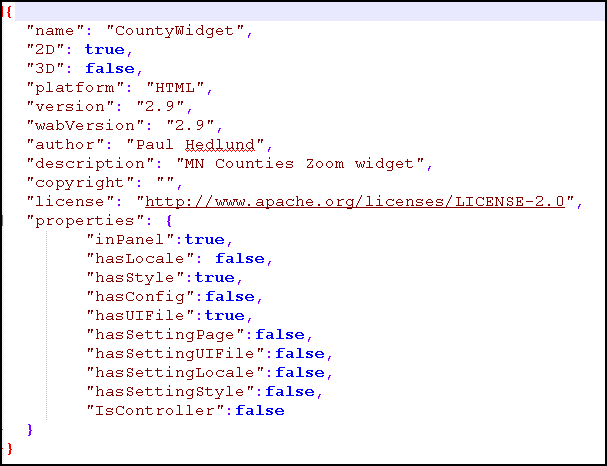 {
"name": "CountyWidget",
"2D": true,
"3D": false,
"platform": "HTML",
"version": "2.9",
"wabVersion": "2.9",
"author": "Paul Hedlund",
"description": "MN Counties Zoom widget",
"copyright": "",
"license": "http://www.apache.org/licenses/LICENSE-2.0",
"properties": {
"inPanel":true,
"hasLocale": false,
"hasStyle":true,
"hasConfig":false,
"hasUIFile":true,
"hasSettingPage":false,
"hasSettingUIFile":false,
"hasSettingLocale":false,
"hasSettingStyle":false,
"IsController":false
}
}